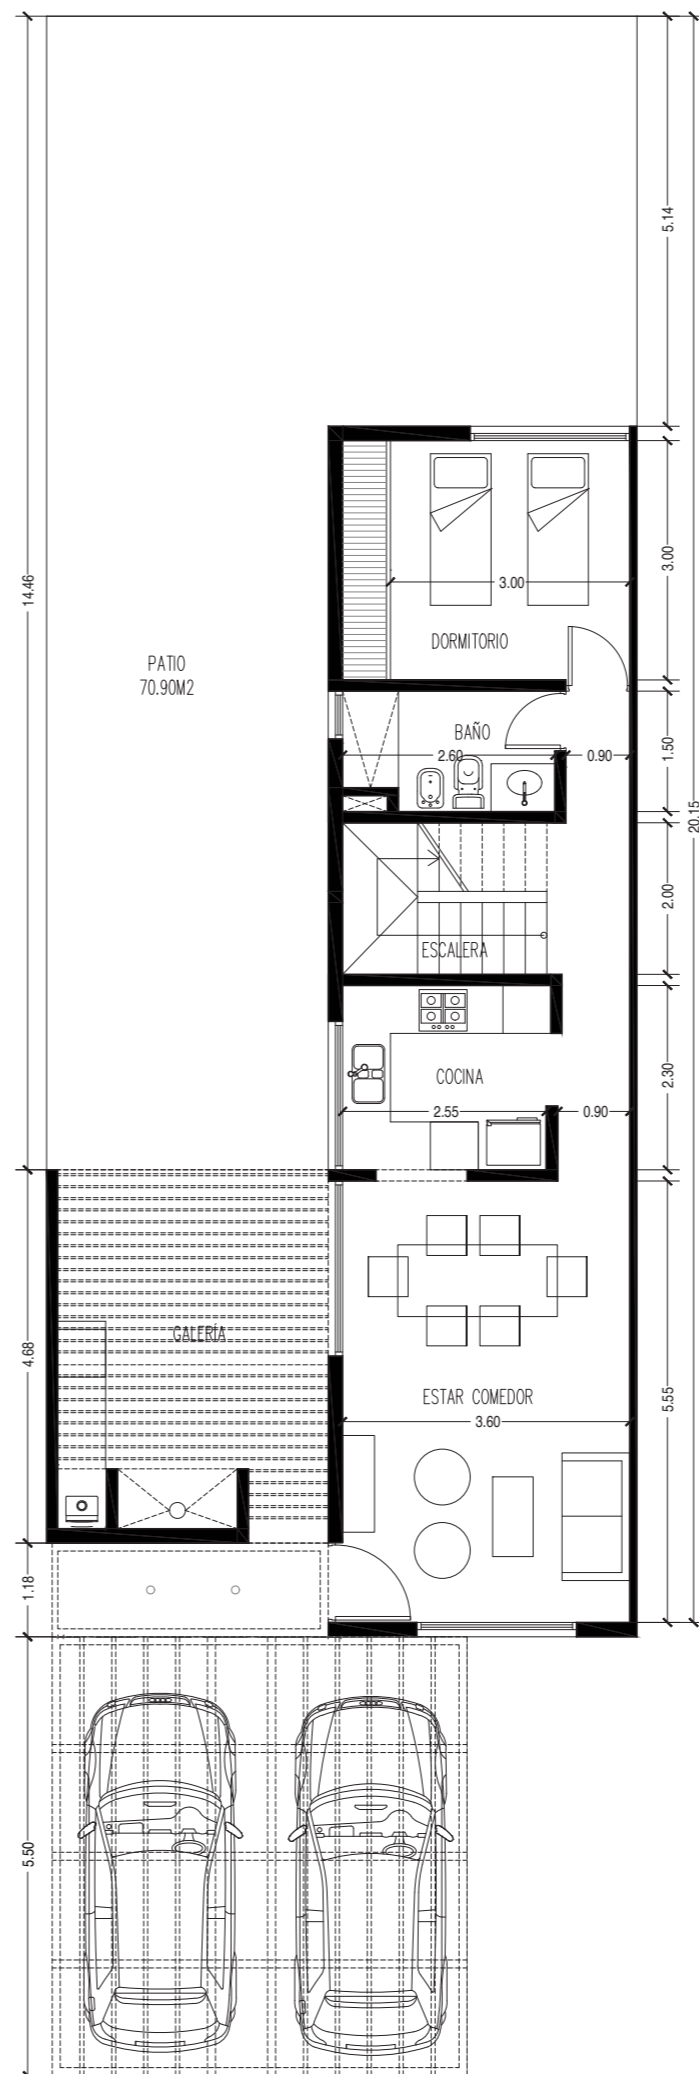 5.14
14.46
3.00
3.00
DORMITORIO
PATIO
70.90M2
BAÑO
2.60
0.90
1.50
20.15
2.00
ESCALERA
2.30
COCINA
2.55
0.90
GALERÍA
4.68
ESTAR COMEDOR
3.60
5.55
1.18
5.50